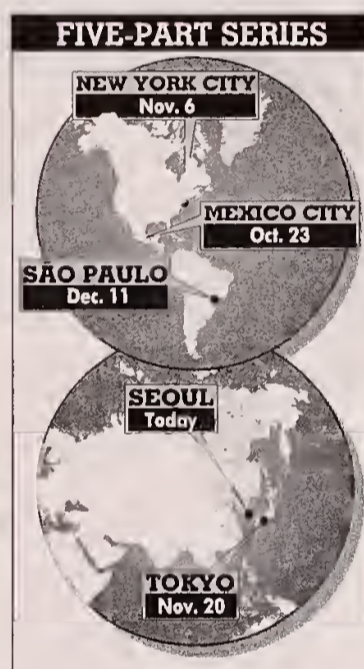 FIVE-PART SERIES
NEW YORK CITY
Nov. 6
MEXICO CITY
Oct. 23
SÃO PAULO
Dec. 11
SEOUL
Today
TOKYO
Nov. 20